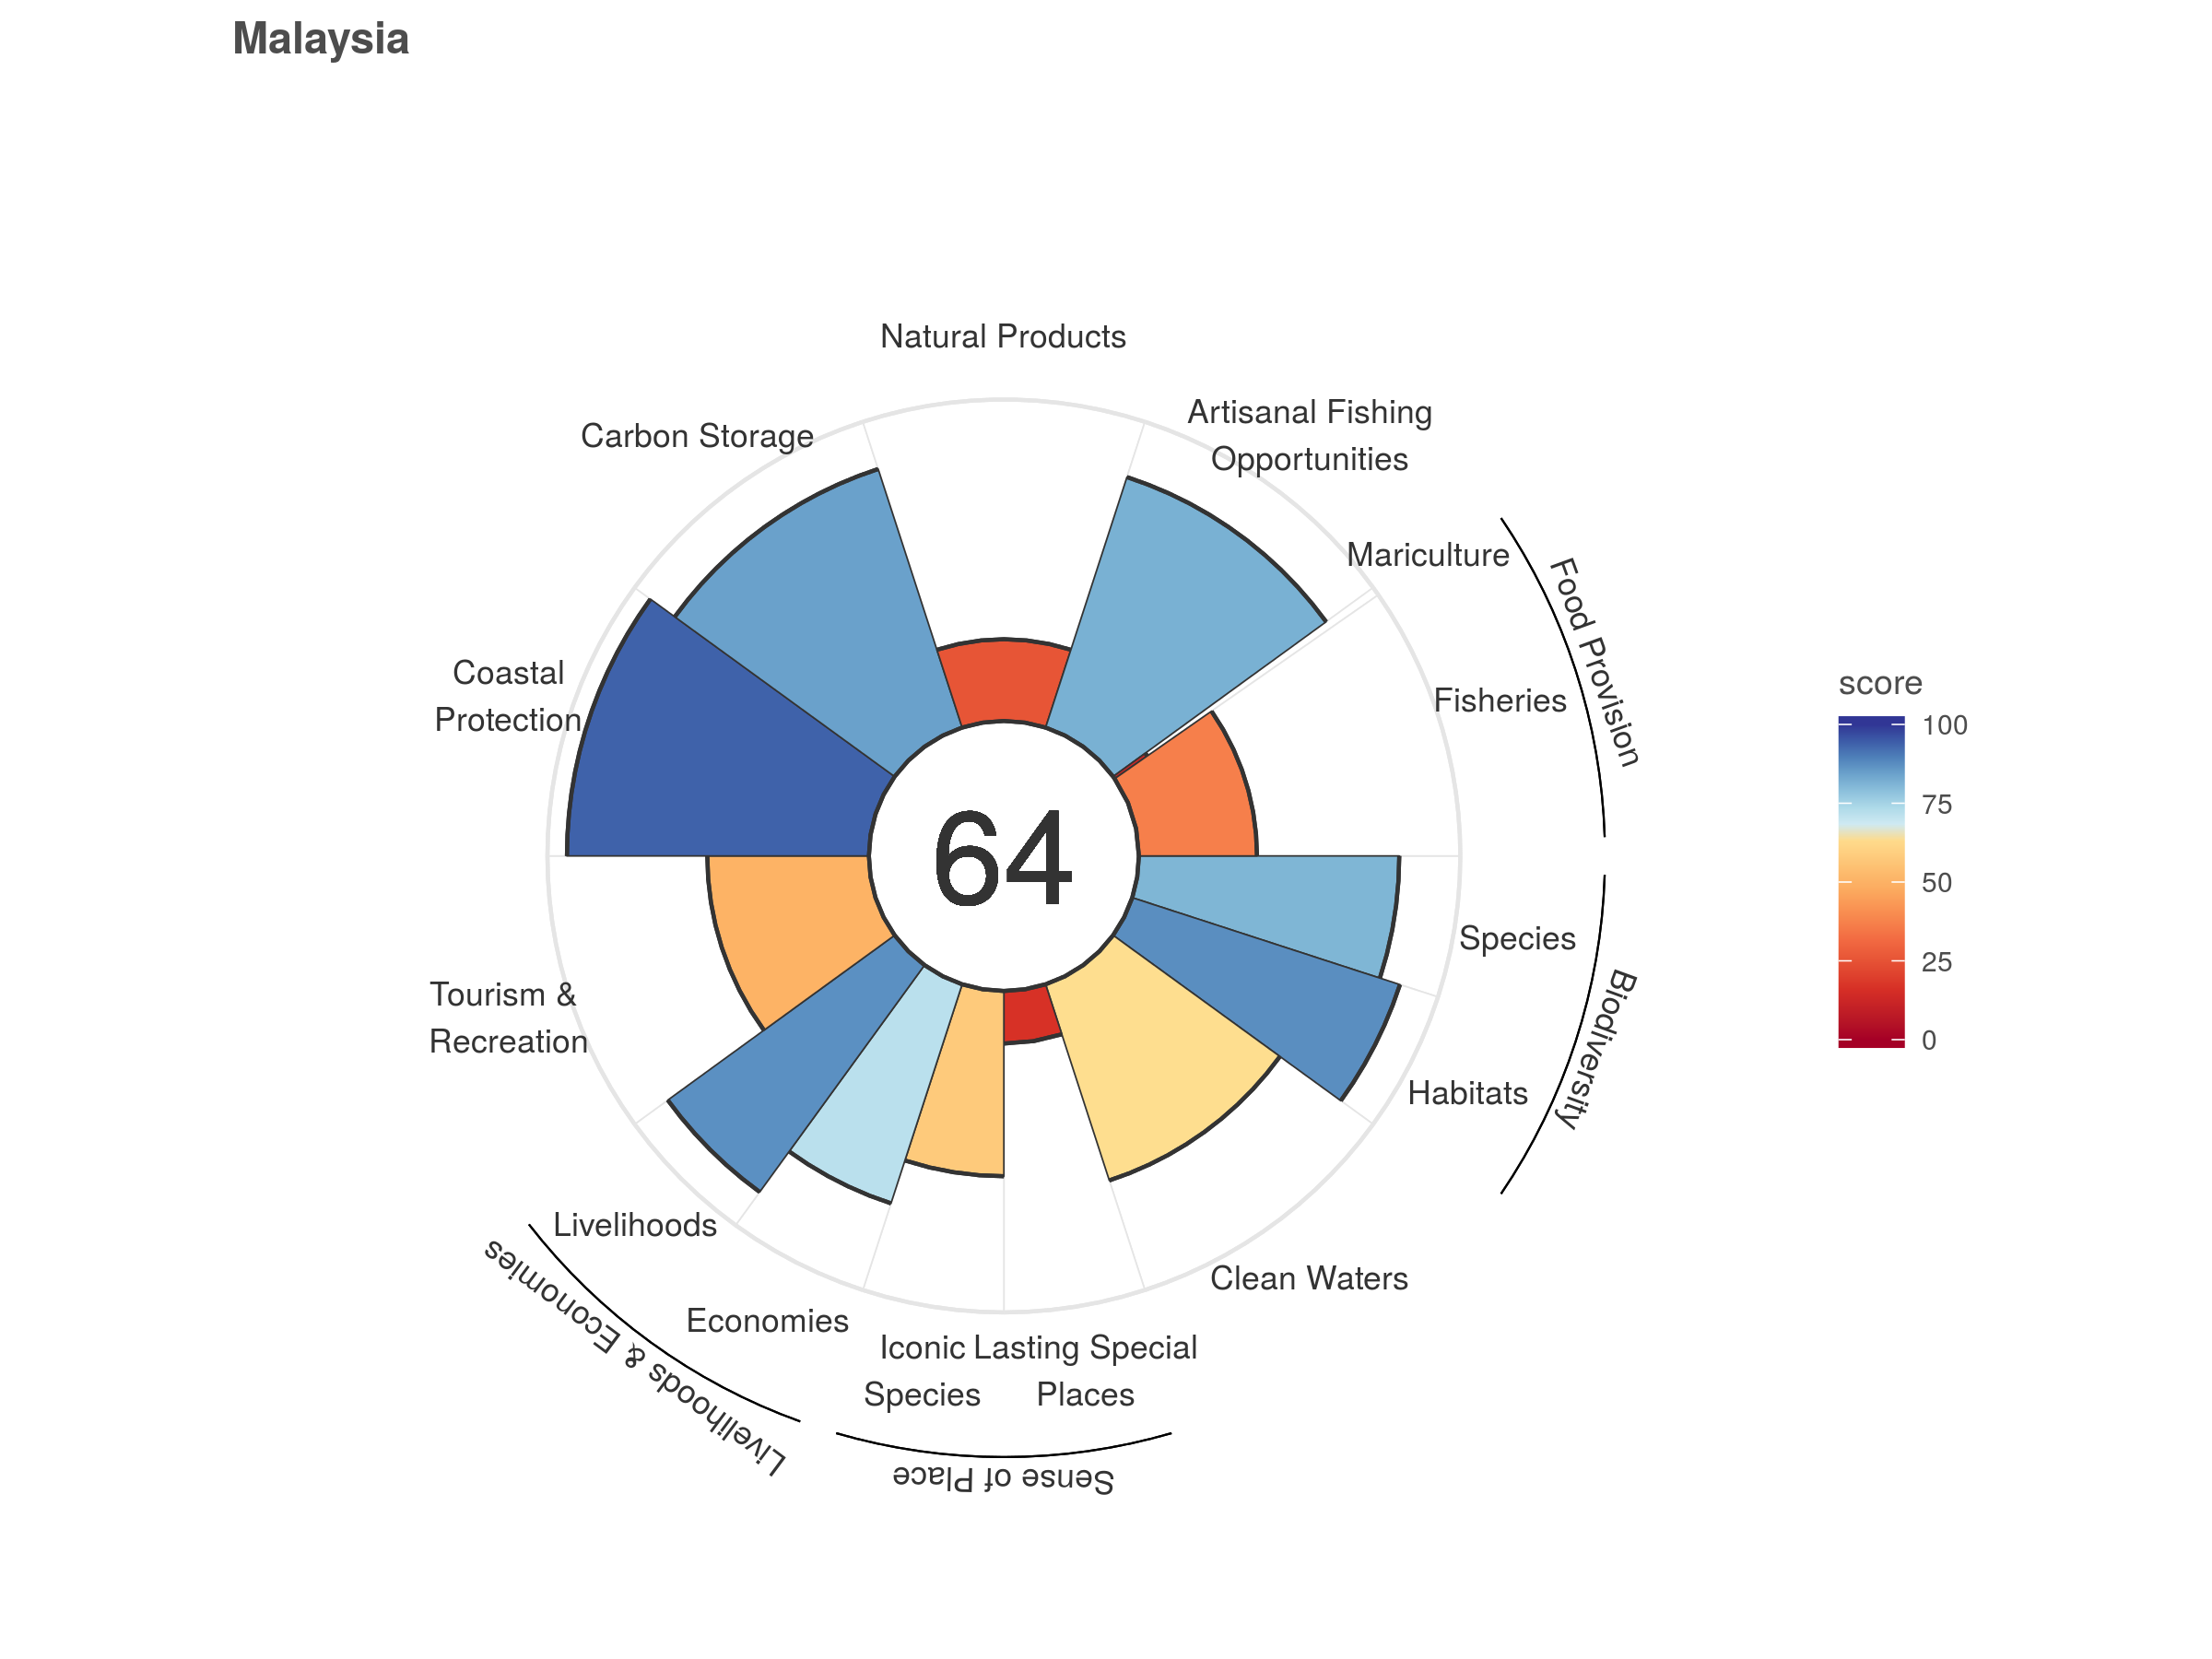 Malaysia
Natural Products
Artisanal Fishing
Opportunities
Carbon Storage
Mariculture
Food Provision
Fisheries
Coastal
Protection
64
score
100
75
50
25
0
Species
Biodiversity
Habitats
Tourism &
Recreation
Livelihoods
Livelihoods & Economies
Economies
Clean Waters
Iconic
Species
Lasting Special
Places
Sense of Place